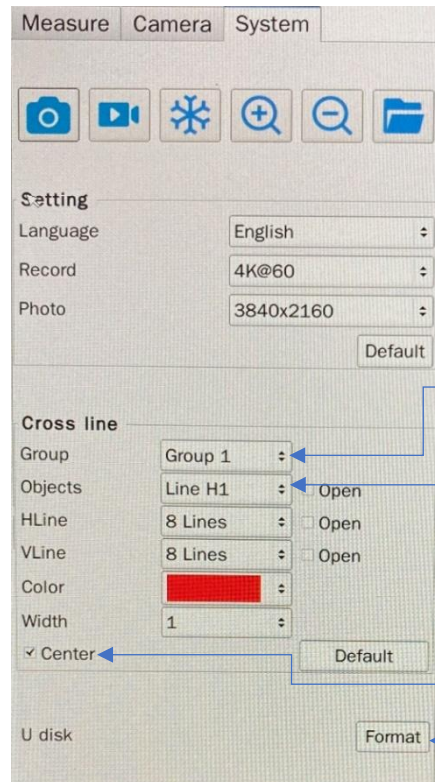 Measure Camera System
Setting
Language English
Record 4K@60
Photo 3840x2160
Default
Cross line
Group Group 1
Objects Line H1 Open
HLine 8 Lines Open
VLine 8 Lines Open
Color
Width 1
Center Default
U disk Format